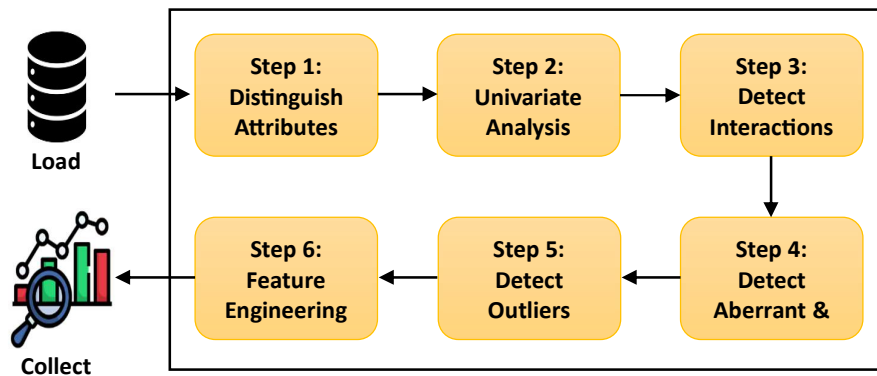 Step 1:
Distinguish
Attributes
Step 2:
Univariate
Analysis
Step 3:
Detect
Interactions
Load
Step 6:
Feature
Engineering
Step 5:
Detect
Outliers
Step 4:
Detect
Aberrant &
Collect